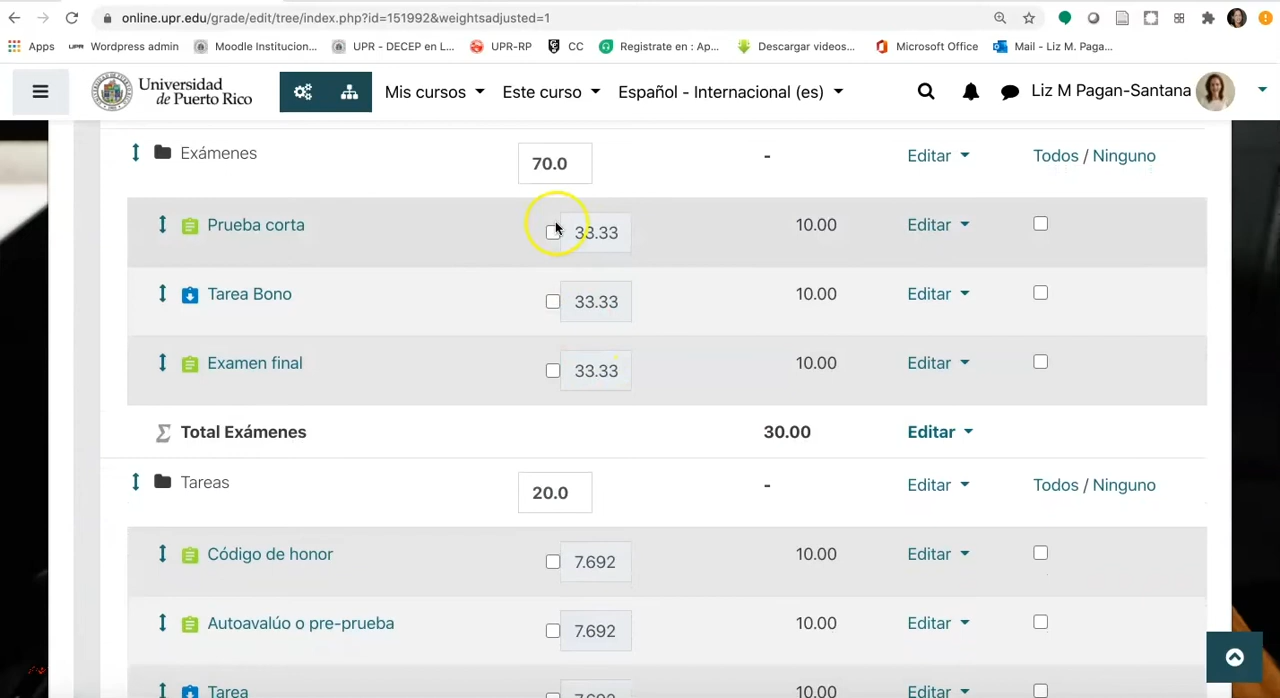 online.upr.edu/grade/edit/tree/index.php?id=151992&weightsadjusted=1
Apps UPR Wordpress admin Moodle Institucion... UPR - DECEP en L... UPR-RP CC Registrate en : Ap... Descargar videos... Microsoft Office Mail - Liz M. Paga...
Universidad
de Puerto Rico
Mis cursos Este curso Español - Internacional (es) Liz M Pagan-Santana
Exámenes 70.0 - Editar Todos / Ninguno
Prueba corta 33.33 10.00 Editar
Tarea Bono 33.33 10.00 Editar
Examen final 33.33 10.00 Editar
Total Exámenes 30.00 Editar
Tareas 20.0 - Editar Todos / Ninguno
Código de honor 7.692 10.00 Editar
Autoavalúo o pre-prueba 7.692 10.00 Editar
Tarea 7.692 10.00 Editar